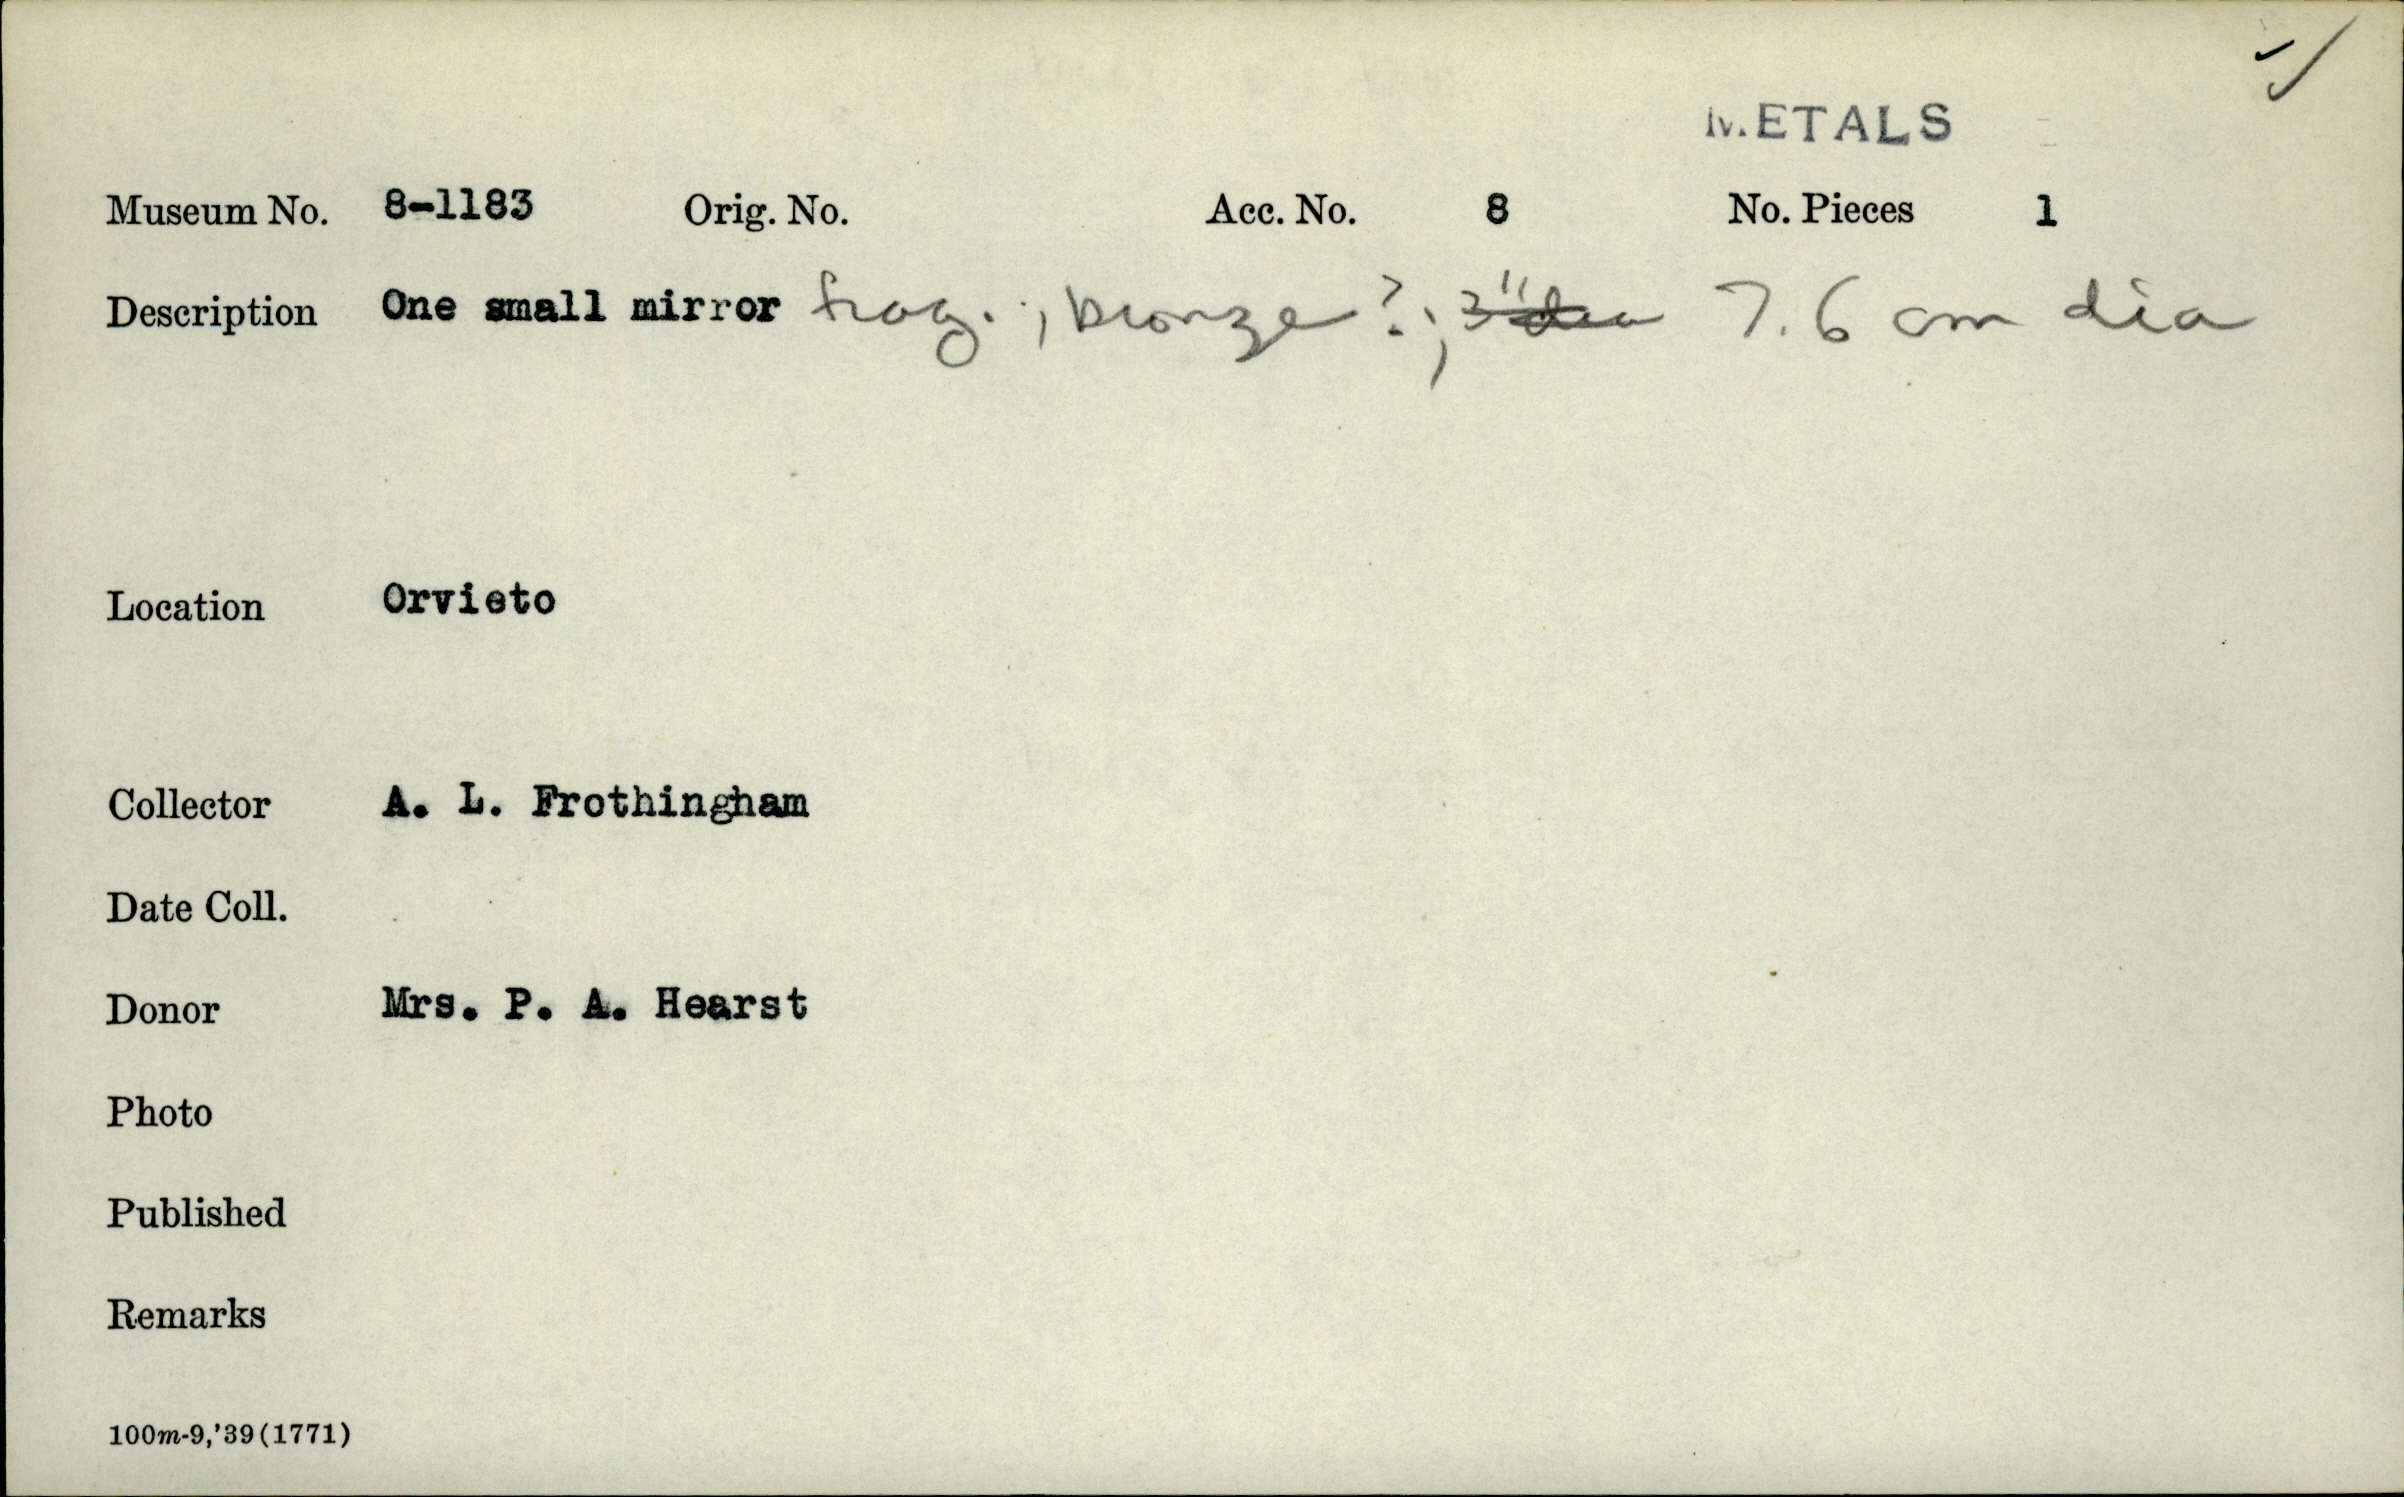 METALS
Museum No. 8-1183 Orig. No. Acc. No. 8 No. Pieces 1
Description One small mirror frag. ; bronze ?; 3" dia 7.6 cm dia
Location Orvieto
Collector A. L. Frothingham
Date Coll.
Donor Mrs. P. A. Hearst
Photo
Published
Remarks
100m-9,'39(1771)